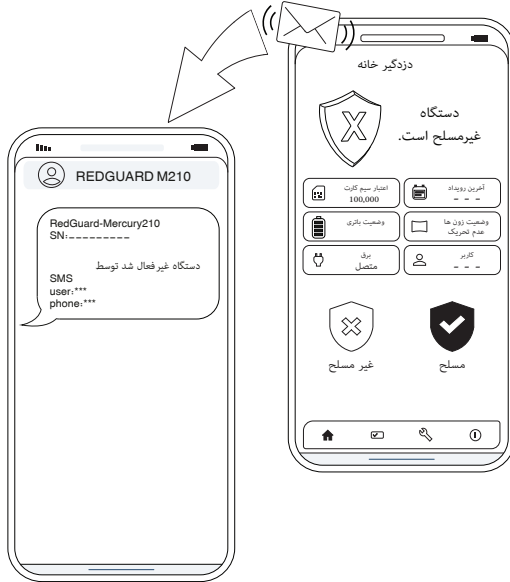 دزدگیر خانه
دستگاه
غیرمسلح است.
آخرین رویداد
- - -
اعتبار سیم کارت
100,000
وضعیت زون ها
عدم تحریک
وضعیت باتری
کاربر
- - -
برق
متصل
مسلح
غیر مسلح
REDGUARD M210
RedGuard-Mercury210
SN:---------
دستگاه غیرفعال شد توسط
SMS
user:***
phone:***